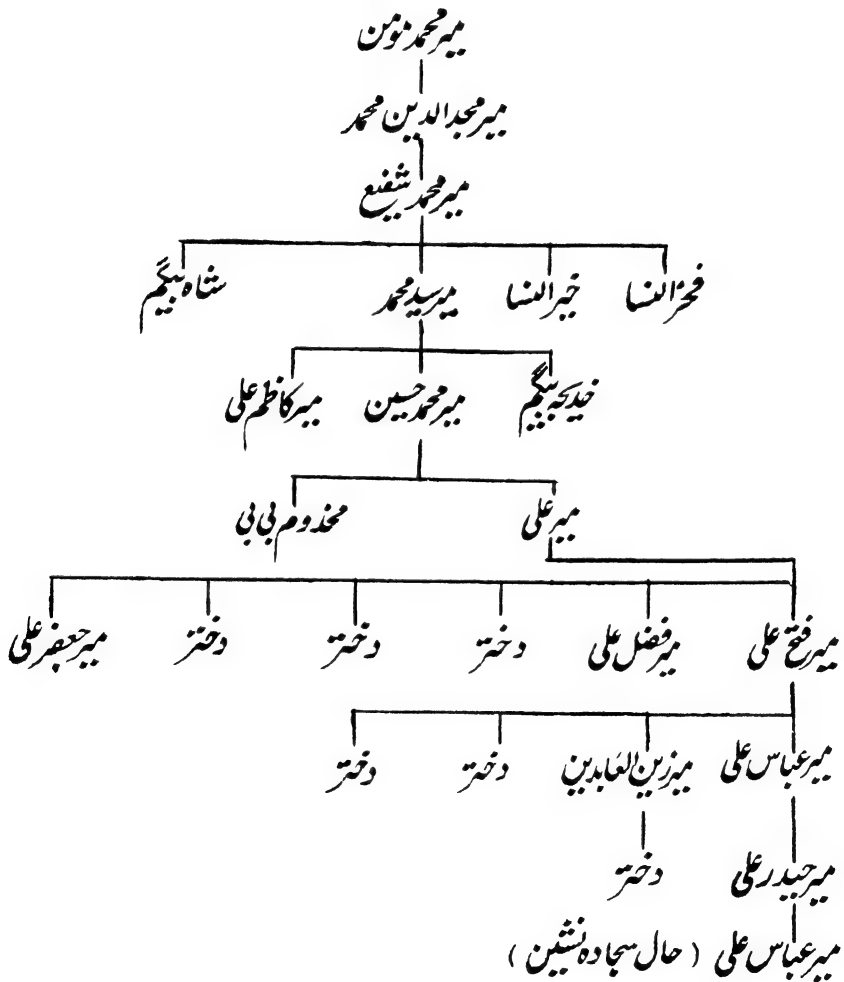 میر محمد مومن
میر مجد الدین محمد
میر محمد شفیع
فخر النسا خیر النسا میر سید محمد شاہ بیگم
خدیجہ بیگم میر محمد حسین میر کاظم علی
میر علی مخدوم بی بی
میر فتح علی میر فضل علی دختر دختر دختر میر جعفر علی
میر عباس علی میر زین العابدین دختر دختر
میر حیدر علی دختر
میر عباس علی ( حال سجادہ نشین )